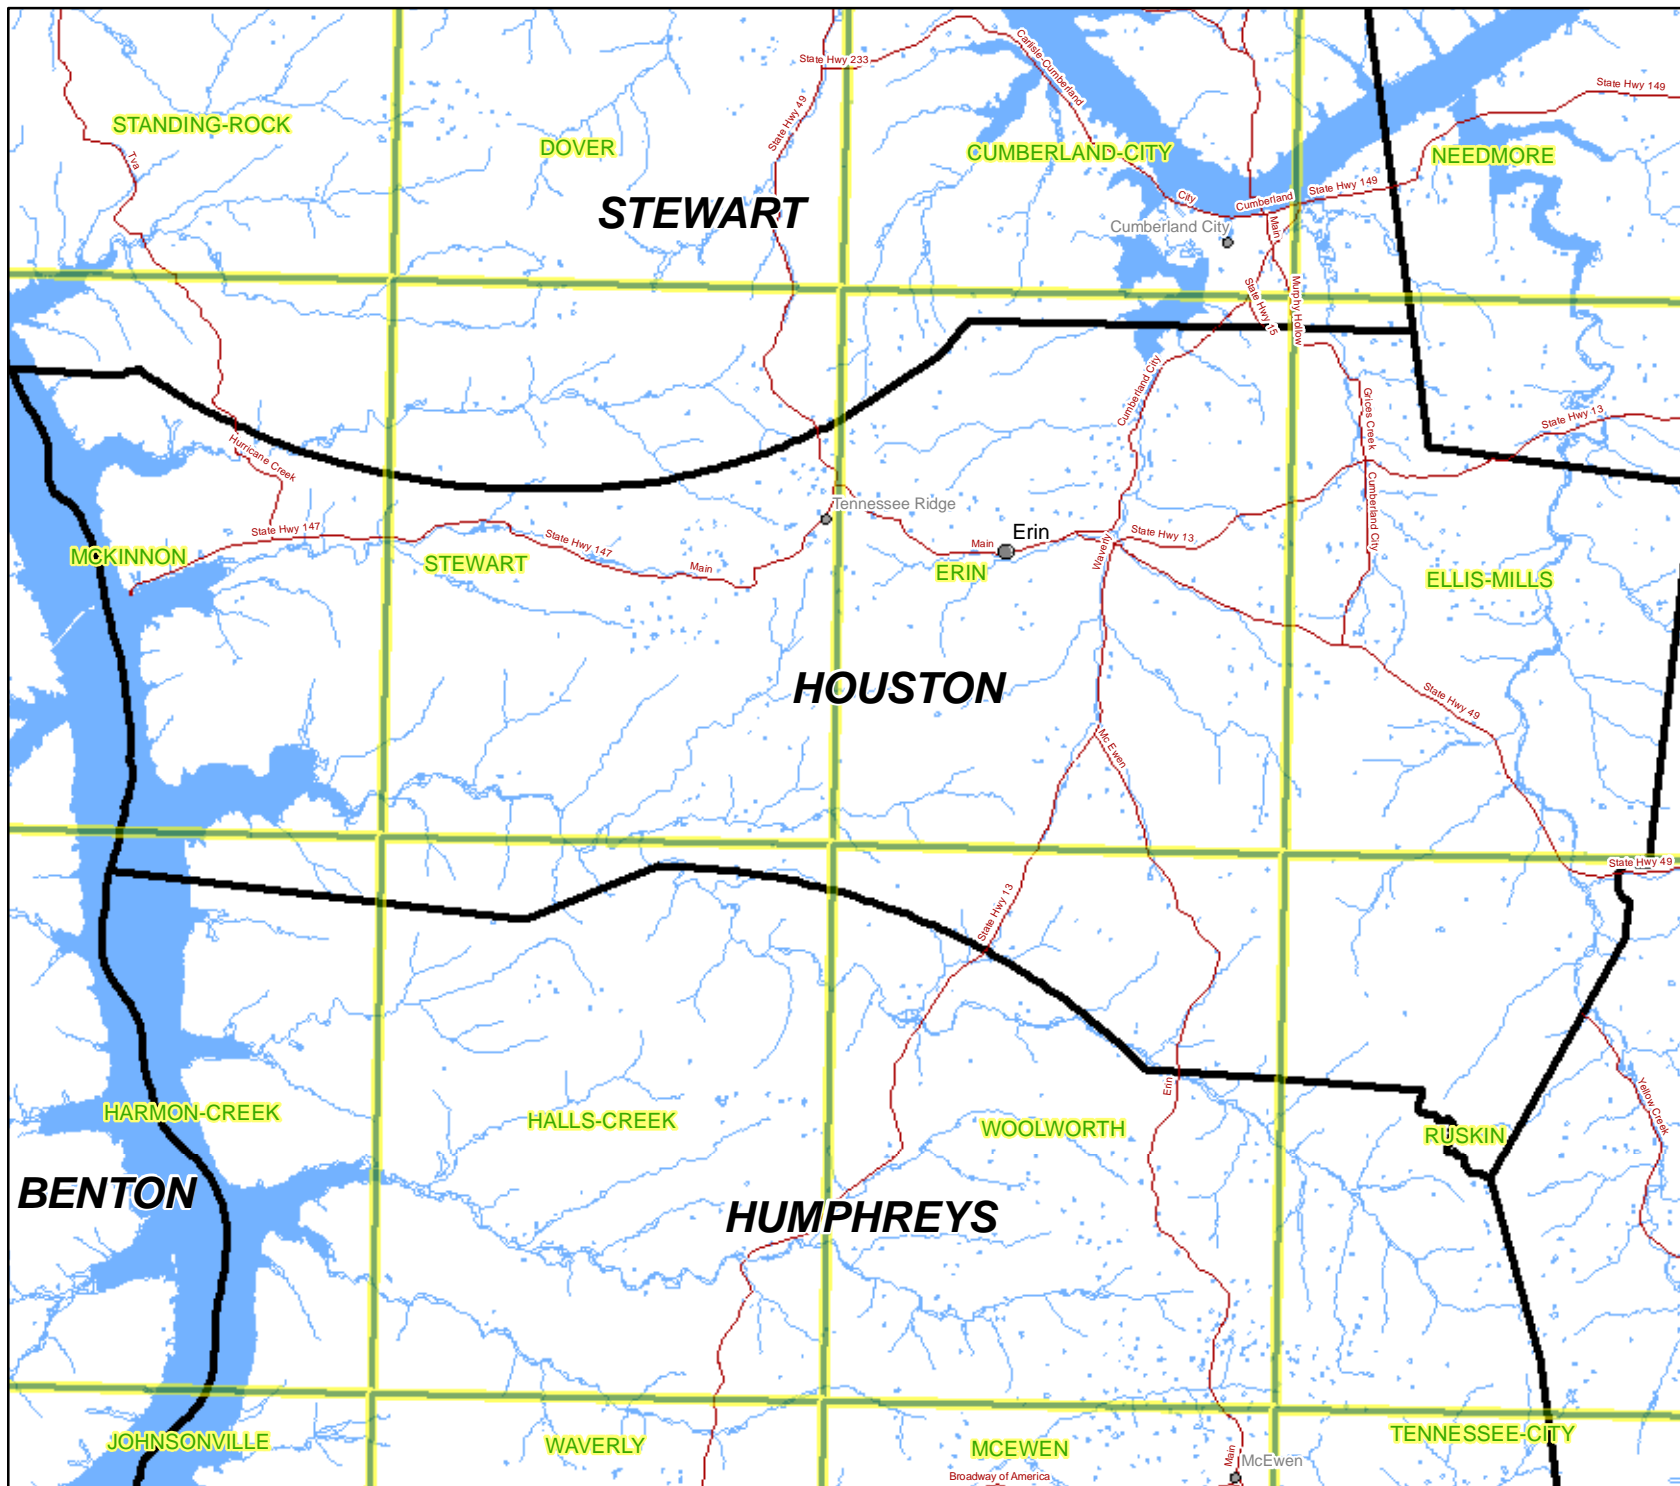 State Hwy 233
Carlisle-Cumberland
State Hwy 149
State Hwy 49
STANDING-ROCK
DOVER
CUMBERLAND-CITY
NEEDMORE
Tva
STEWART
City
Cumberland
State Hwy 149
Cumberland City
Main
State Hwy 15
Murphy Hollow
Cumberland City
Grices Creek
State Hwy 13
Hurricane Creek
Tennessee Ridge
State Hwy 147
State Hwy 147
Main
Erin
Main
State Hwy 13
Waverly
Cumberland City
MCKINNON
STEWART
ERIN
ELLIS-MILLS
HOUSTON
State Hwy 49
Mc Ewen
State Hwy 49
State Hwy 13
Erin
Yellow Creek
HARMON-CREEK
HALLS-CREEK
WOOLWORTH
RUSKIN
BENTON
HUMPHREYS
JOHNSONVILLE
WAVERLY
MCEWEN
TENNESSEE-CITY
Main
McEwen
Broadway of America